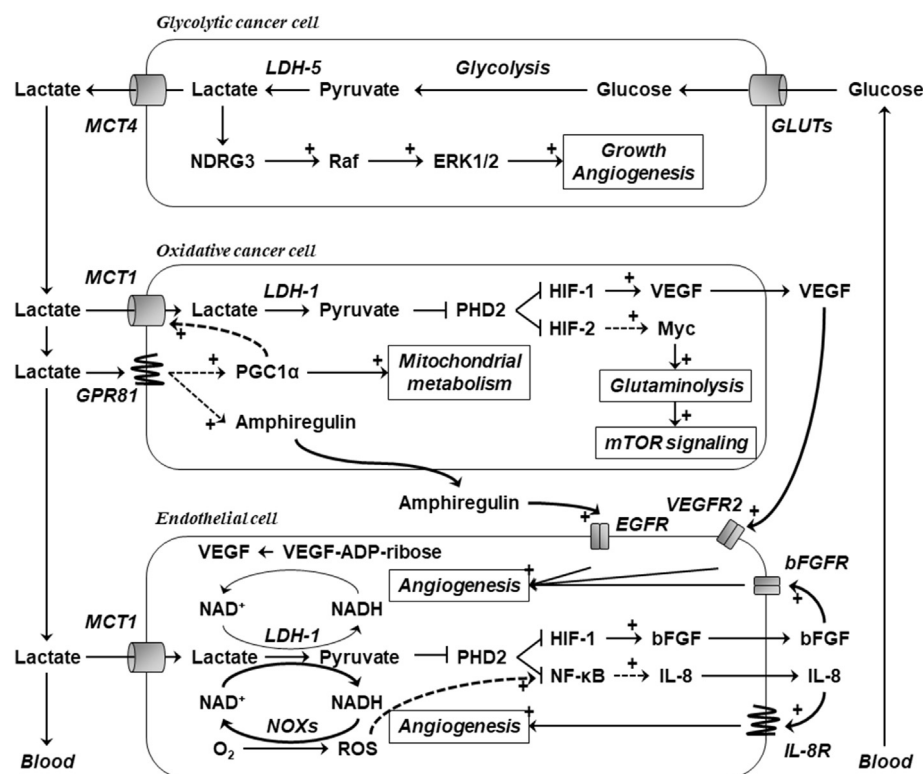 Glycolytic cancer cell
Lactate Lactate LDH-5 Pyruvate Glycolysis Glucose Glucose
MCT4 GLUTs
NDRG3 + Raf + ERK1/2 + Growth
Angiogenesis
Oxidative cancer cell
MCT1
Lactate Lactate LDH-1 Pyruvate PHD2 HIF-1 + VEGF VEGF
HIF-2 + Myc
+
Lactate GPR81 + PGC1α + Mitochondrial
metabolism
+
Glutaminolysis
+ Amphiregulin
+
mTOR signaling
Amphiregulin + EGFR VEGFR2 +
Endothelial cell
VEGF VEGF-ADP-ribose
bFGFR
Angiogenesis +
NAD+ NADH
+
MCT1
Lactate Lactate LDH-1 Pyruvate PHD2 HIF-1 + bFGF bFGF
NF-κB + IL-8 IL-8
+
NAD+ NADH
NOXs
Angiogenesis +
+
O2 ROS
IL-8R
Blood Blood